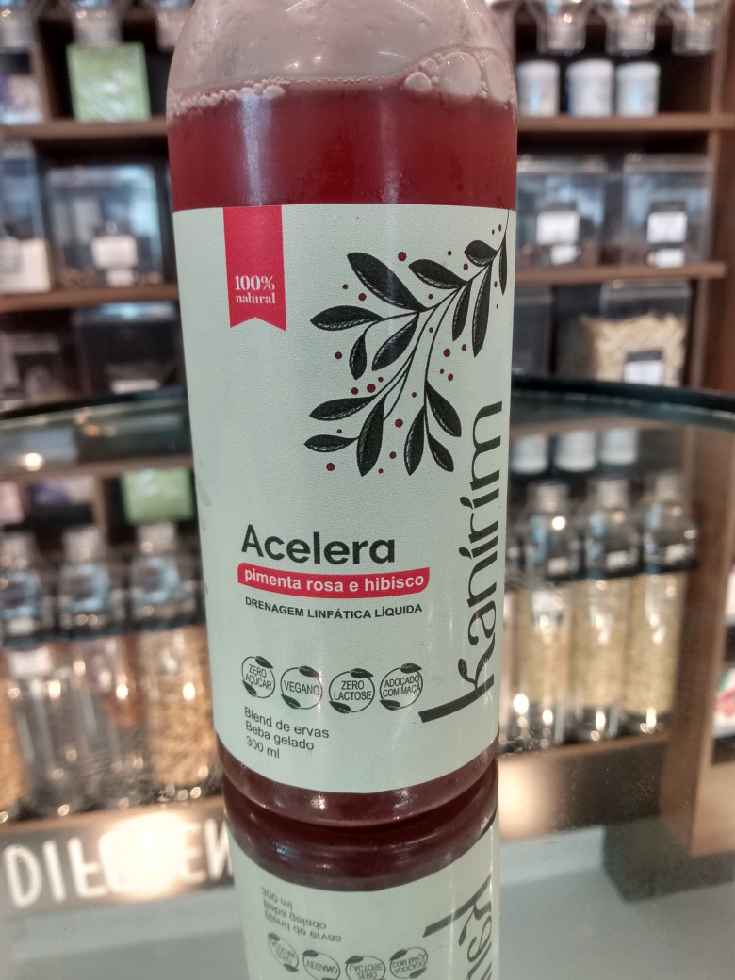 100%
natural
kanirim
Acelera
pimenta rosa e hibisco
DRENAGEM LINFÁTICA LÍQUIDA
ZERO
AÇÚCAR
VEGANO
ZERO
LACTOSE
ADOÇADO
COM MAÇÃ
Blend de ervas
Beba gelado
300 ml